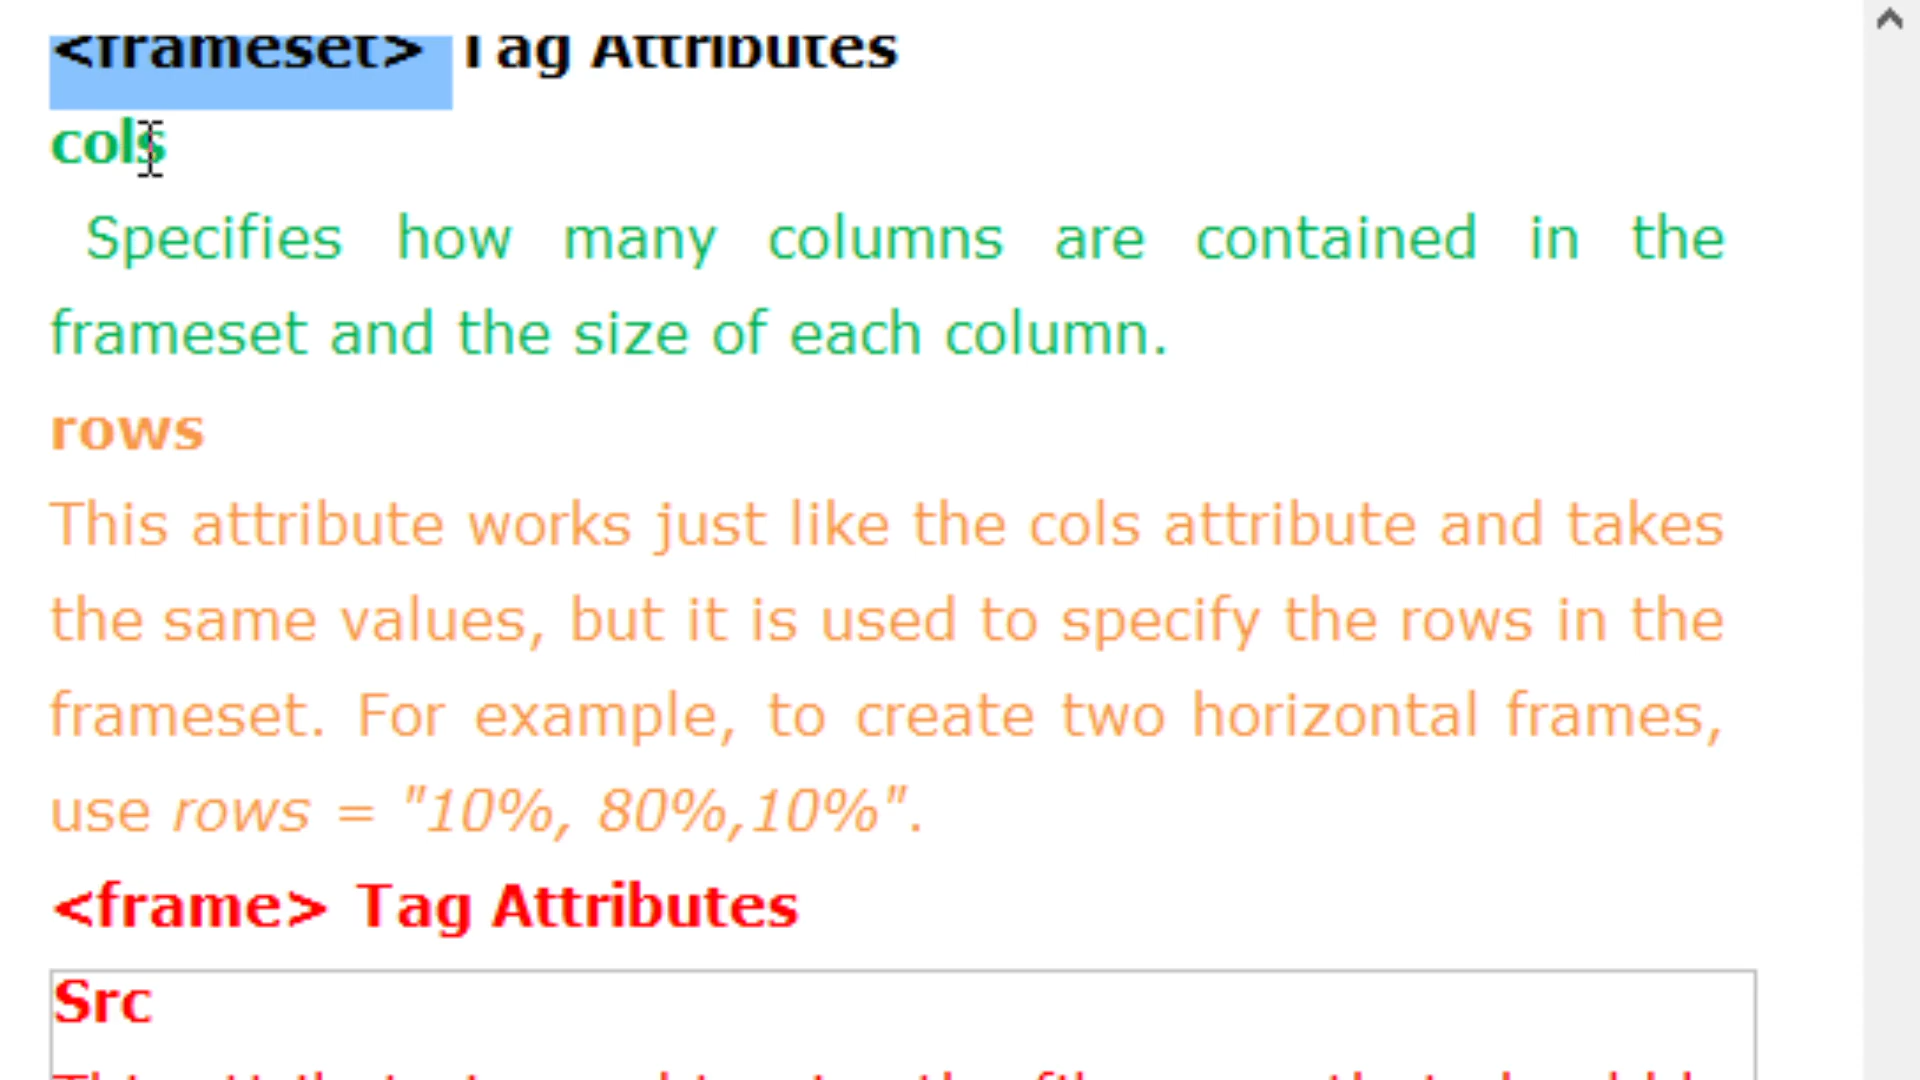 <frameset> Tag Attributes
cols
Specifies how many columns are contained in the
frameset and the size of each column.
rows
This attribute works just like the cols attribute and takes
the same values, but it is used to specify the rows in the
frameset. For example, to create two horizontal frames,
use rows = "10%, 80%,10%".
<frame> Tag Attributes
Src